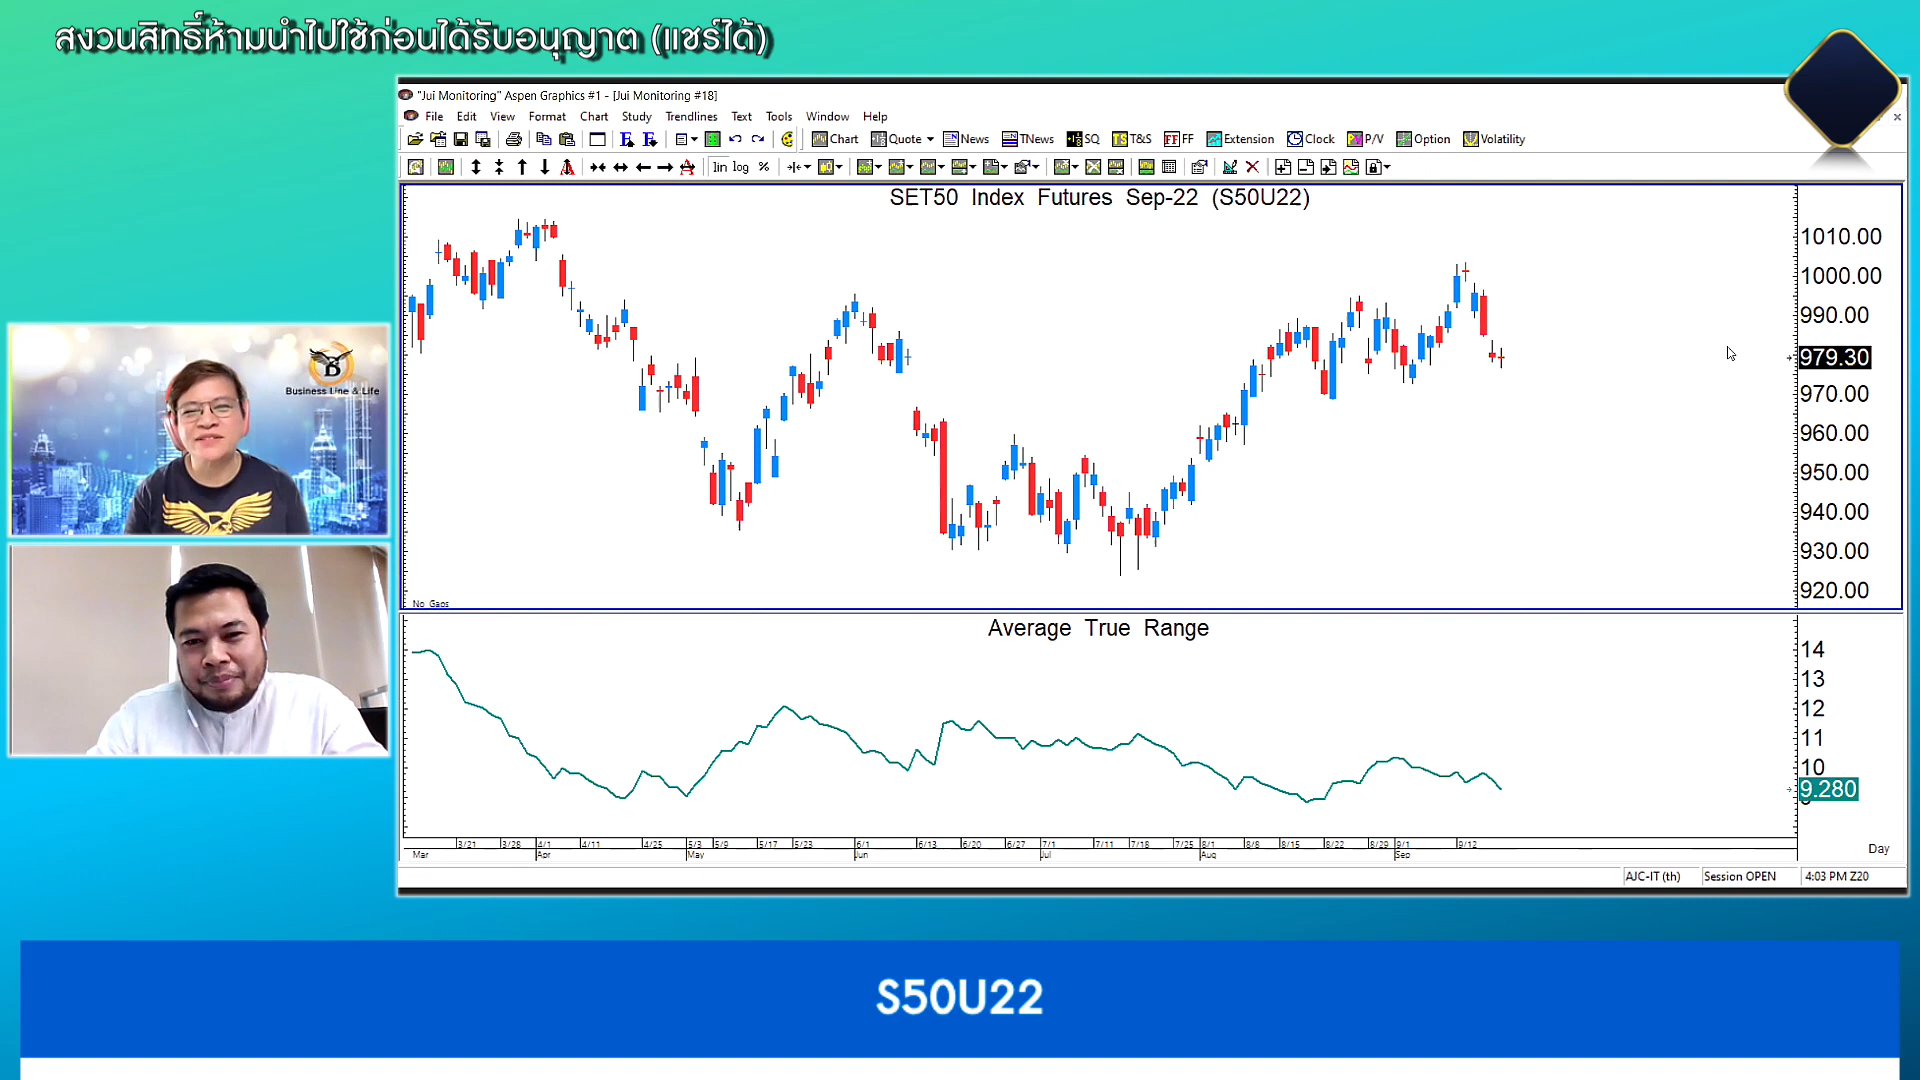 สงวนสิทธิ์ห้ามนำไปใช้ก่อนได้รับอนุญาต (แชร์ได้)
"Jui Monitoring" Aspen Graphics #1 - [Jui Monitoring #18]
File Edit View Format Chart Study Trendlines Text Tools Window Help
Chart Quote News TNews SQ T&S FF Extension Clock P/V Option Volatility
lin log %
SET50 Index Futures Sep-22 (S50U22)
1010.00
1000.00
990.00
979.30
970.00
960.00
950.00
940.00
930.00
920.00
No Gaps
Average True Range
14
13
12
11
10
9.280
3/21 3/28 4/1 4/11 4/25 5/3 5/9 5/17 5/23 6/1 6/13 6/20 6/27 7/1 7/11 7/18 7/25 8/1 8/8 8/15 8/22 8/29 9/1 9/12
Mar Apr May Jun Jul Aug Sep
Day
AJC-IT (th) Session OPEN 4:03 PM Z20
B
Business Line & Life
S50U22